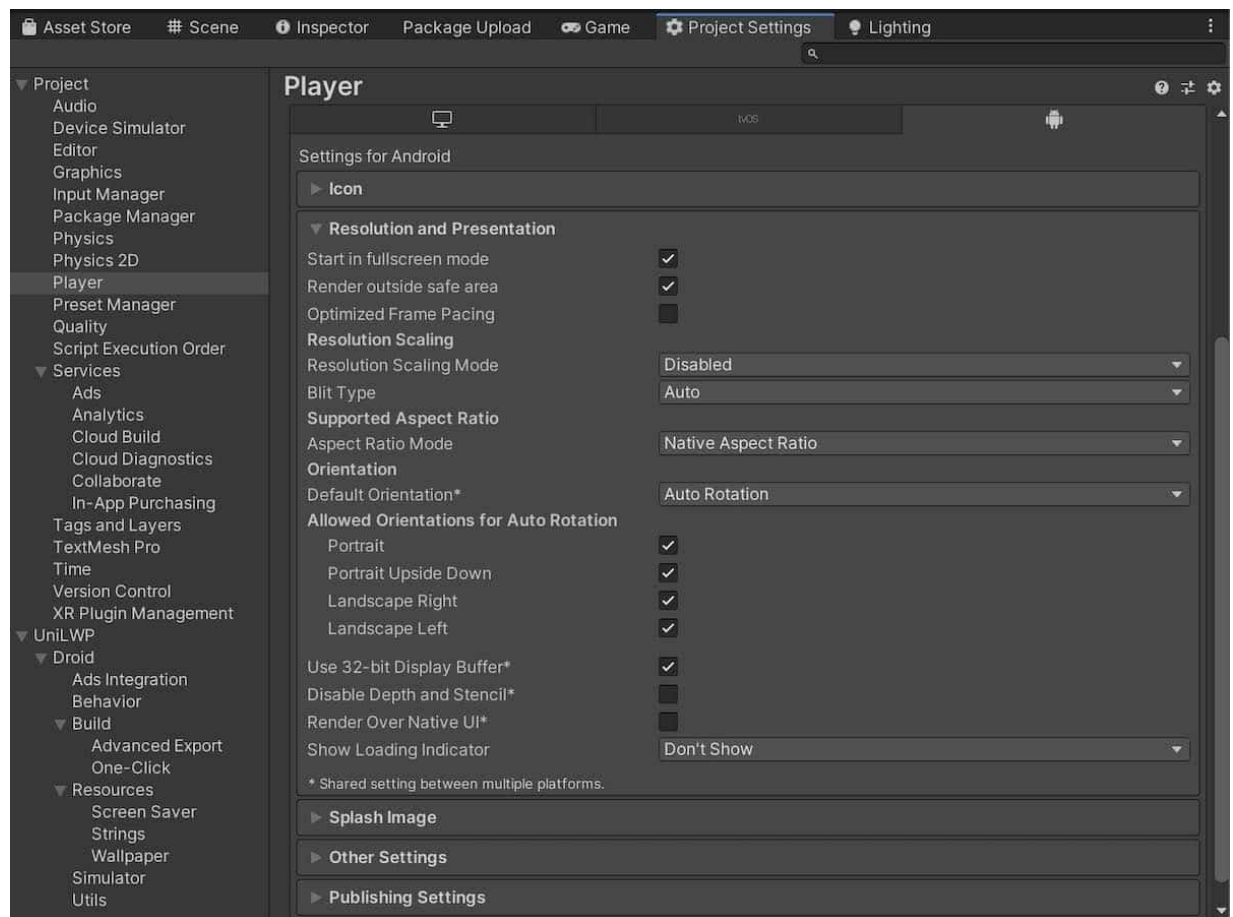 Asset Store
Scene
Inspector
Package Upload
Game
Project Settings
Lighting
Project
Audio
Device Simulator
Editor
Graphics
Input Manager
Package Manager
Physics
Physics 2D
Player
Preset Manager
Quality
Script Execution Order
Services
Ads
Analytics
Cloud Build
Cloud Diagnostics
Collaborate
In-App Purchasing
Tags and Layers
TextMesh Pro
Time
Version Control
XR Plugin Management
UniLWP
Droid
Ads Integration
Behavior
Build
Advanced Export
One-Click
Resources
Screen Saver
Strings
Wallpaper
Simulator
Utils
Player
tvOS
Settings for Android
Icon
Resolution and Presentation
Start in fullscreen mode
Render outside safe area
Optimized Frame Pacing
Resolution Scaling
Resolution Scaling Mode Disabled
Blit Type Auto
Supported Aspect Ratio
Aspect Ratio Mode Native Aspect Ratio
Orientation
Default Orientation* Auto Rotation
Allowed Orientations for Auto Rotation
Portrait
Portrait Upside Down
Landscape Right
Landscape Left
Use 32-bit Display Buffer*
Disable Depth and Stencil*
Render Over Native UI*
Show Loading Indicator Don't Show
* Shared setting between multiple platforms.
Splash Image
Other Settings
Publishing Settings